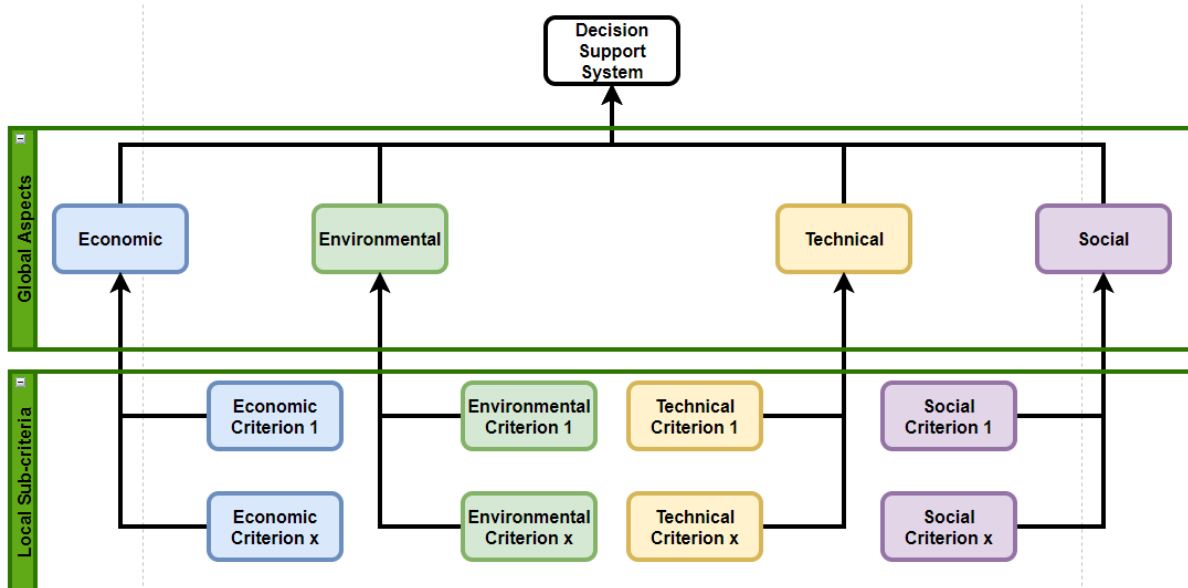 Decision
Support
System
Global Aspects
Economic
Environmental
Technical
Social
Local Sub-criteria
Economic
Criterion 1
Environmental
Criterion 1
Technical
Criterion 1
Social
Criterion 1
Economic
Criterion x
Environmental
Criterion x
Technical
Criterion x
Social
Criterion x